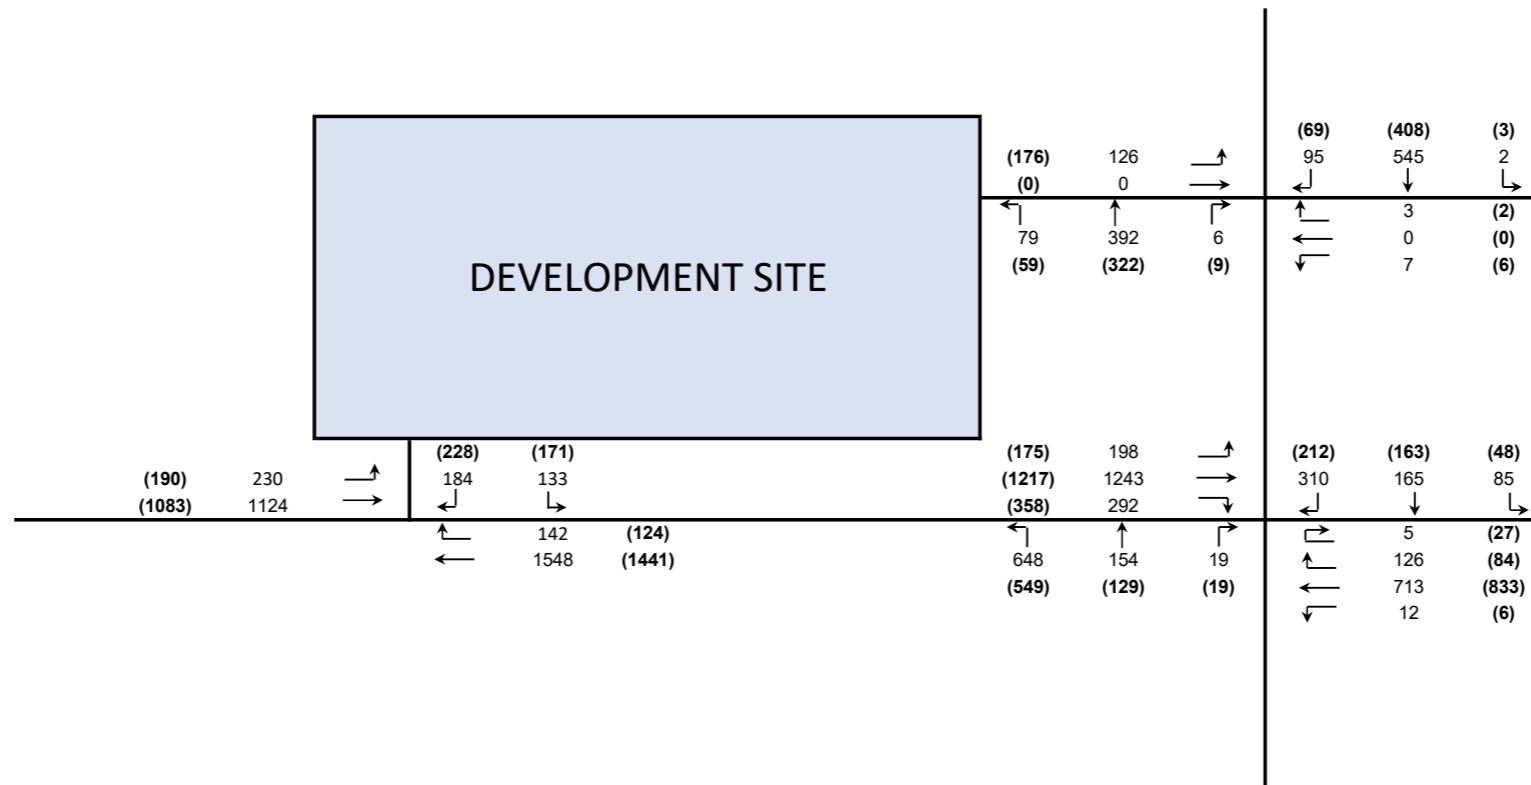 (69) (408) (3)
(176) 126 95 545 2
(0) 0
3 (2)
79 392 6 0 (0)
(59) (322) (9) 7 (6)
DEVELOPMENT SITE
(228) (171) (175) 198 (212) (163) (48)
(190) 230 184 133 (1217) 1243 310 165 85
(1083) 1124 (358) 292
142 (124) 5 (27)
1548 (1441) 648 154 19 126 (84)
(549) (129) (19) 713 (833)
12 (6)